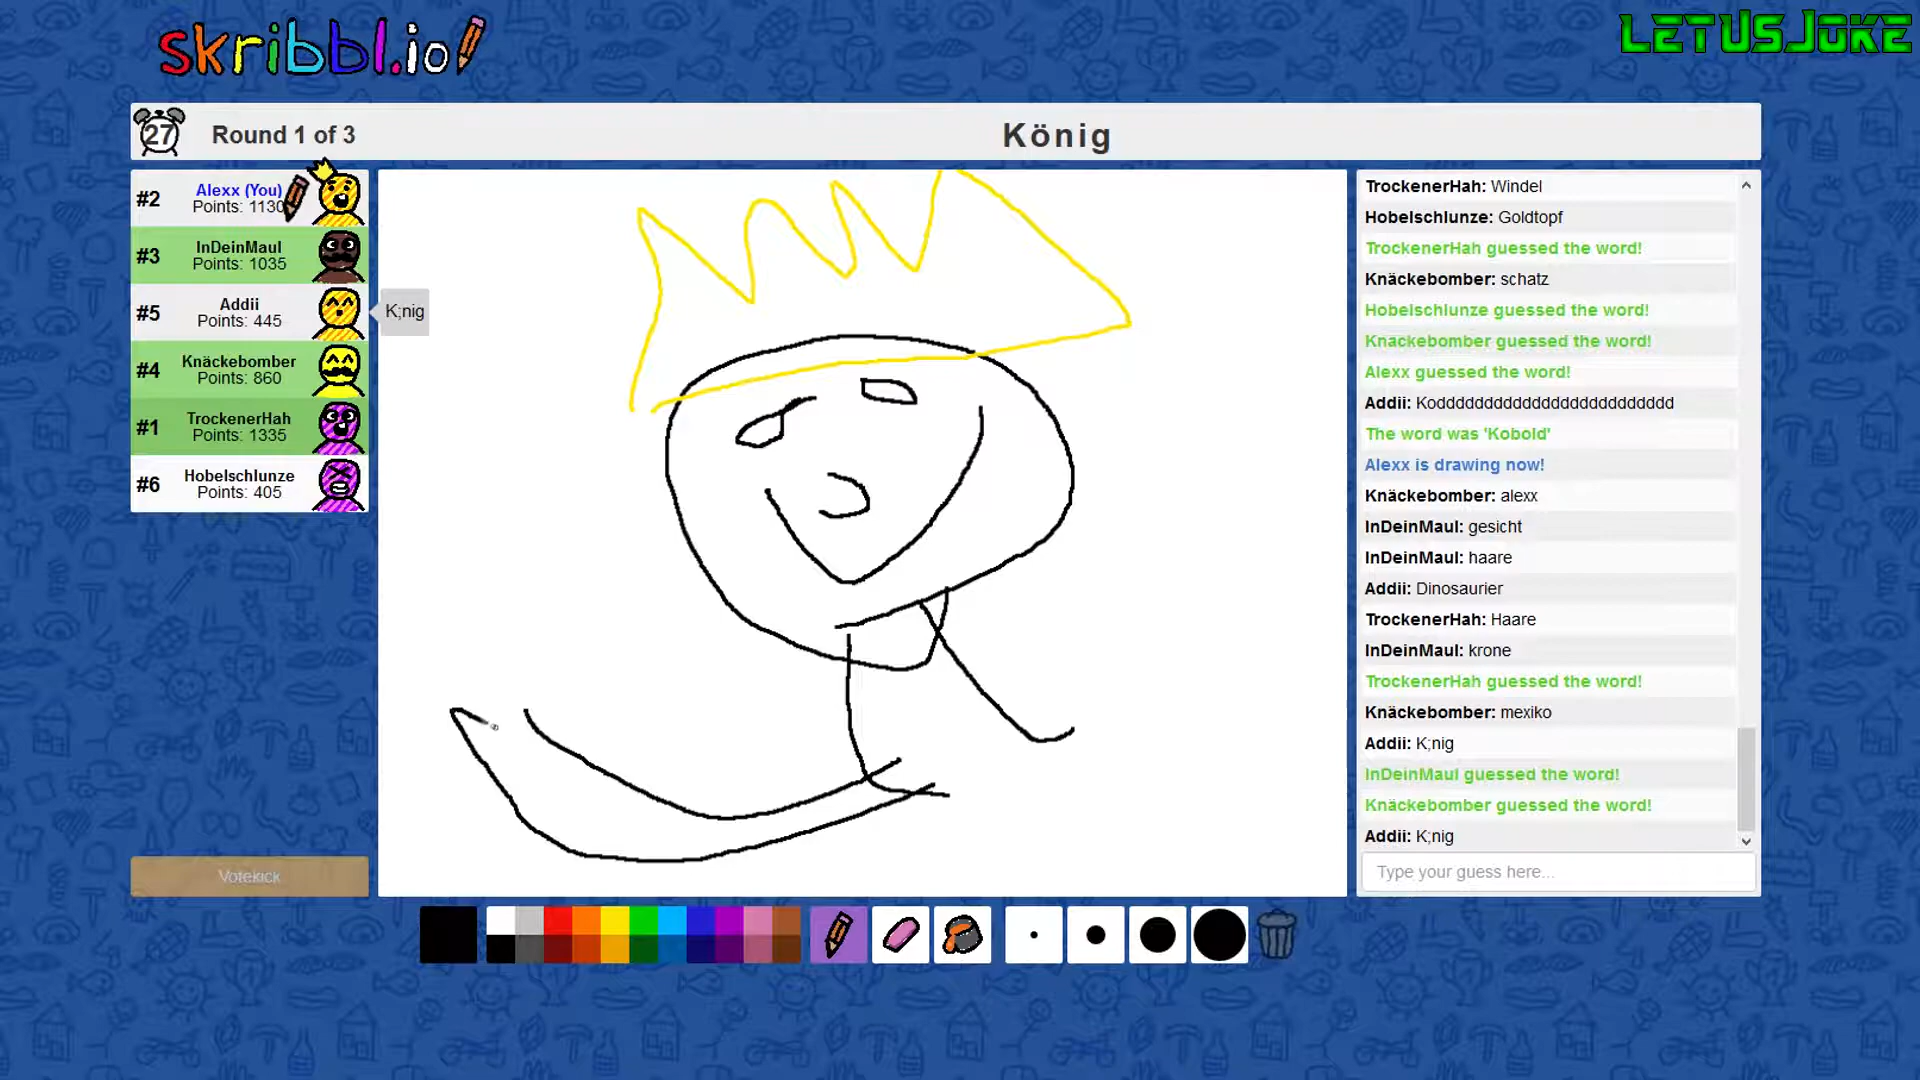 skribbl.io
LETUSJOKE
27
Round 1 of 3
König
#2
Alexx (You)
Points: 1130
#3
InDeinMaul
Points: 1035
#5
Addii
Points: 445
K;nig
#4
Knäckebomber
Points: 860
#1
TrockenerHah
Points: 1335
#6
Hobelschlunze
Points: 405
Votekick
TrockenerHah: Windel
Hobelschlunze: Goldtopf
TrockenerHah guessed the word!
Knäckebomber: schatz
Hobelschlunze guessed the word!
Knäckebomber guessed the word!
Alexx guessed the word!
Addii: Kodddddddddddddddddddddddddd
The word was 'Kobold'
Alexx is drawing now!
Knäckebomber: alexx
InDeinMaul: gesicht
InDeinMaul: haare
Addii: Dinosaurier
TrockenerHah: Haare
InDeinMaul: krone
TrockenerHah guessed the word!
Knäckebomber: mexiko
Addii: K;nig
InDeinMaul guessed the word!
Knäckebomber guessed the word!
Addii: K;nig
Type your guess here...